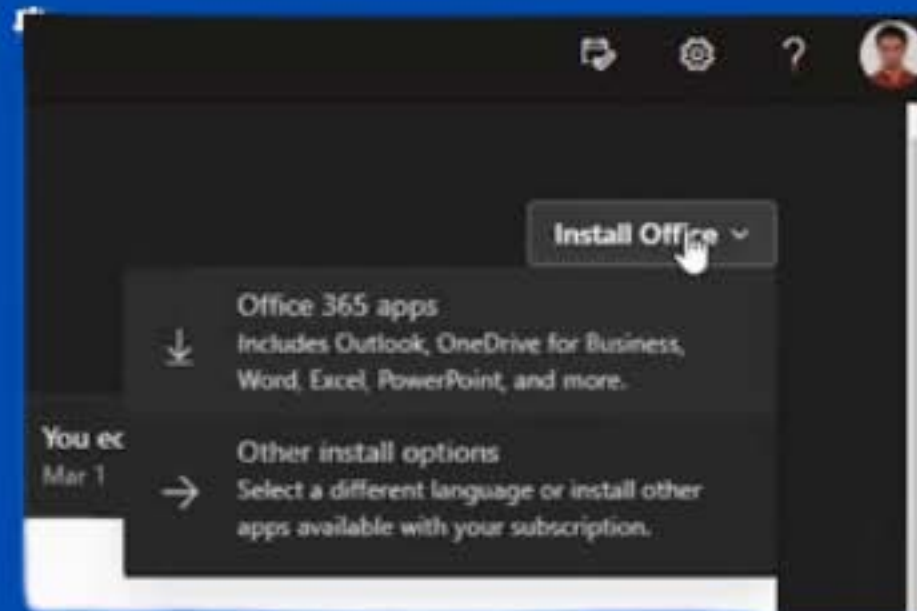 Install Office
Office 365 apps
Includes Outlook, OneDrive for Business,
Word, Excel, PowerPoint, and more.
You ec
Mar 1
Other install options
Select a different language or install other
apps available with your subscription.